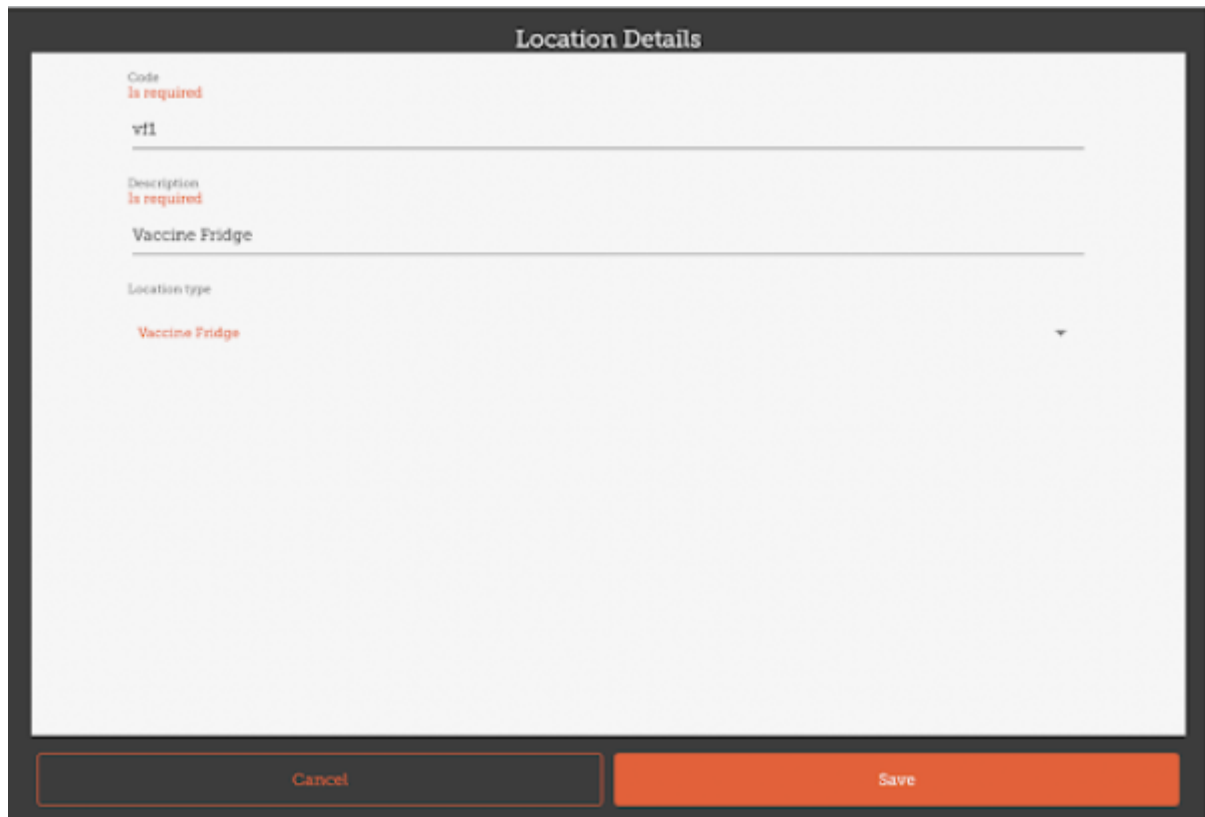 Location Details
Code
Is required
vf1
Description
Is required
Vaccine Fridge
Location type
Vaccine Fridge
Cancel
Save